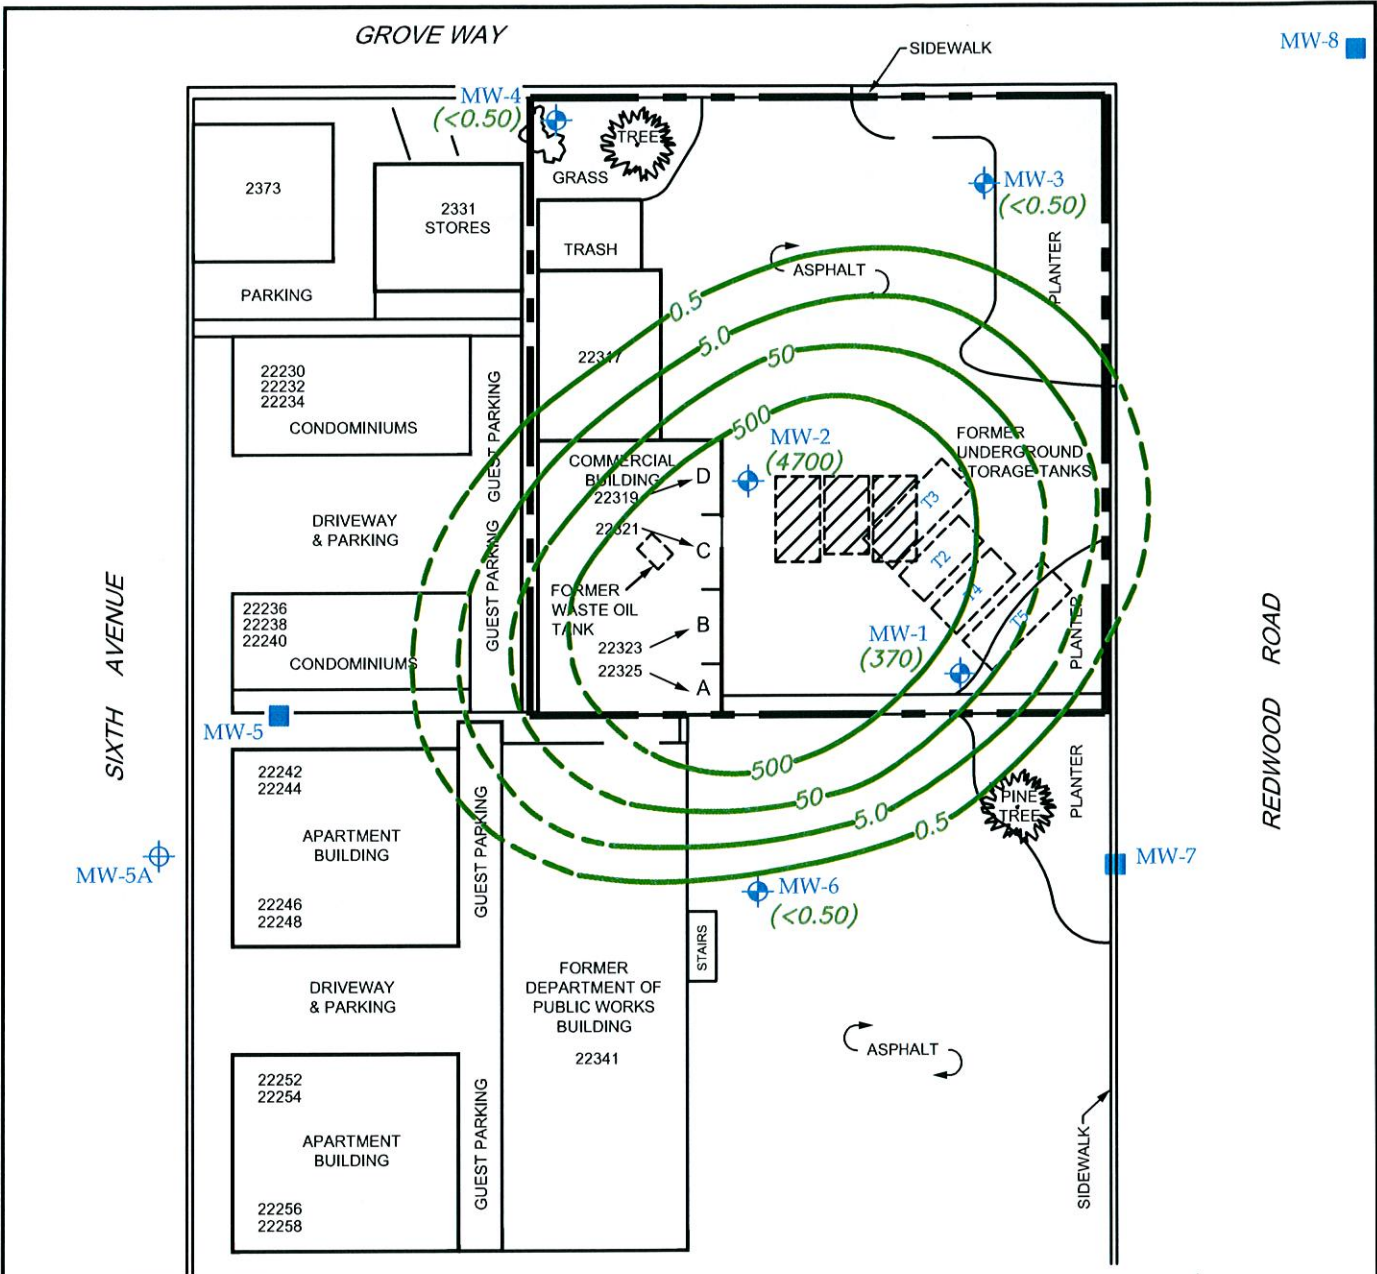 GROVE WAY
SIDEWALK
MW-8
MW-4
(<0.50)
TREE
GRASS
MW-3
(<0.50)
2373
2331
STORES
TRASH
ASPHALT
PLANTER
PARKING
0.5
5.0
50
500
22317
22230
22232
22234
CONDOMINIUMS
GUEST PARKING
MW-2
(4700)
FORMER
UNDERGROUND
STORAGE TANKS
COMMERCIAL
BUILDING
22319
D
T3
22321
C
DRIVEWAY
& PARKING
GUEST PARKING
T2
T4
T5
FORMER
WASTE OIL
TANK
22323
B
22325
A
MW-1
(370)
PLANTER
22236
22238
22240
CONDOMINIUMS
SIXTH AVENUE
REDWOOD ROAD
MW-5
500
50
5.0
0.5
PINE
TREE
PLANTER
22242
22244
APARTMENT
BUILDING
22246
22248
GUEST PARKING
MW-5A
MW-7
MW-6
(<0.50)
STAIRS
DRIVEWAY
& PARKING
FORMER
DEPARTMENT OF
PUBLIC WORKS
BUILDING
22341
ASPHALT
22252
22254
APARTMENT
BUILDING
22256
22258
GUEST PARKING
SIDEWALK